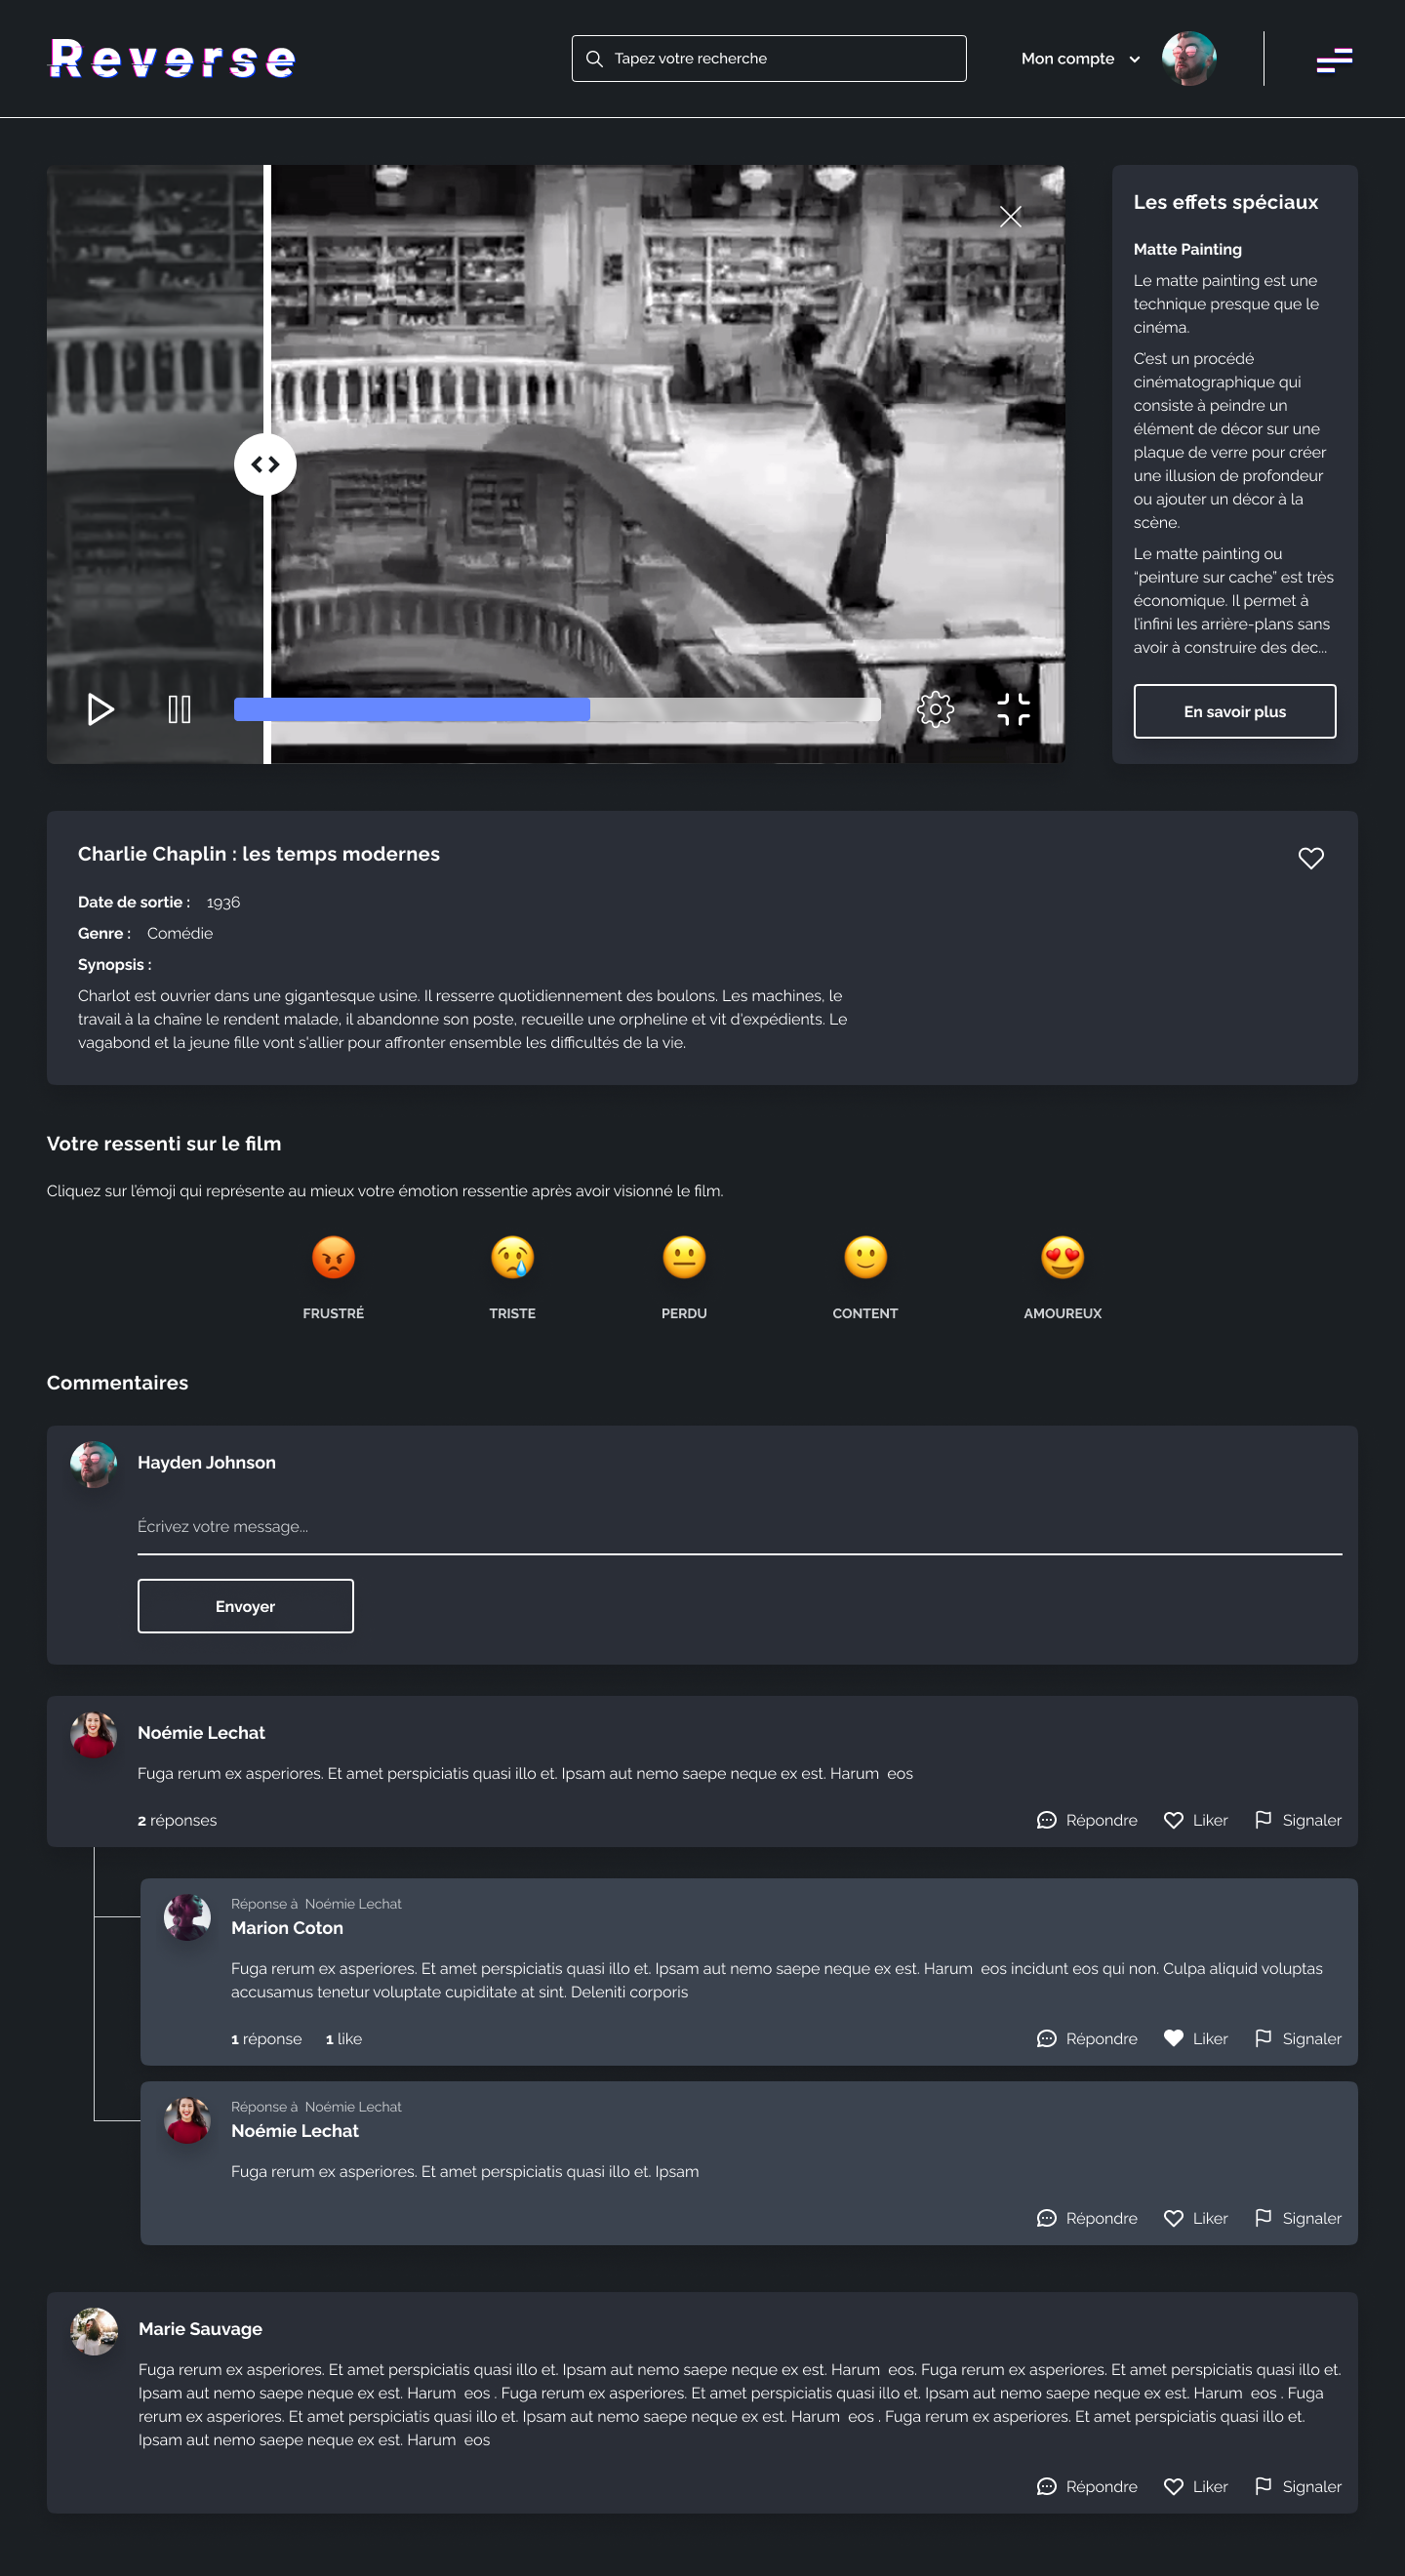 Reverse
Tapez votre recherche
Mon compte
Les effets spéciaux
Matte Painting
Le matte painting est une
technique presque que le
cinéma.
C'est un procédé
cinématographique qui
consiste à peindre un
élément de décor sur une
plaque de verre pour créer
une illusion de profondeur
ou ajouter un décor à la
scène.
Le matte painting ou
“peinture sur cache” est très
économique. Il permet à
l'infini les arrière-plans sans
avoir à construire des dec...
En savoir plus
Charlie Chaplin : les temps modernes
Date de sortie : 1936
Genre : Comédie
Synopsis :
Charlot est ouvrier dans une gigantesque usine. Il resserre quotidiennement des boulons. Les machines, le
travail à la chaîne le rendent malade, il abandonne son poste, recueille une orpheline et vit d'expédients. Le
vagabond et la jeune fille vont s'allier pour affronter ensemble les difficultés de la vie.
Votre ressenti sur le film
Cliquez sur l'émoji qui représente au mieux votre émotion ressentie après avoir visionné le film.
FRUSTRÉ
TRISTE
PERDU
CONTENT
AMOUREUX
Commentaires
Hayden Johnson
Écrivez votre message...
Envoyer
Noémie Lechat
Fuga rerum ex asperiores. Et amet perspiciatis quasi illo et. Ipsam aut nemo saepe neque ex est. Harum  eos
2 réponses
Répondre
Liker
Signaler
Réponse à  Noémie Lechat
Marion Coton
Fuga rerum ex asperiores. Et amet perspiciatis quasi illo et. Ipsam aut nemo saepe neque ex est. Harum  eos incidunt eos qui non. Culpa aliquid voluptas
accusamus tenetur voluptate cupiditate at sint. Deleniti corporis
1 réponse
1 like
Répondre
Liker
Signaler
Réponse à  Noémie Lechat
Noémie Lechat
Fuga rerum ex asperiores. Et amet perspiciatis quasi illo et. Ipsam
Répondre
Liker
Signaler
Marie Sauvage
Fuga rerum ex asperiores. Et amet perspiciatis quasi illo et. Ipsam aut nemo saepe neque ex est. Harum  eos. Fuga rerum ex asperiores. Et amet perspiciatis quasi illo et.
Ipsam aut nemo saepe neque ex est. Harum  eos . Fuga rerum ex asperiores. Et amet perspiciatis quasi illo et. Ipsam aut nemo saepe neque ex est. Harum  eos . Fuga
rerum ex asperiores. Et amet perspiciatis quasi illo et. Ipsam aut nemo saepe neque ex est. Harum  eos . Fuga rerum ex asperiores. Et amet perspiciatis quasi illo et.
Ipsam aut nemo saepe neque ex est. Harum  eos
Répondre
Liker
Signaler